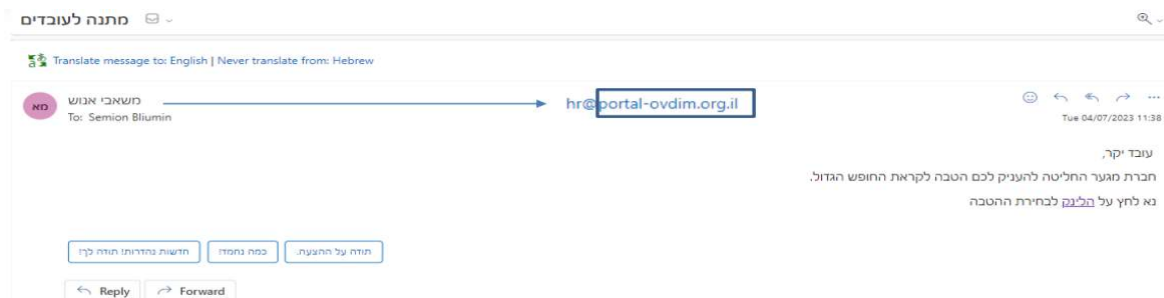 מתנה לעובדים
Translate message to: English | Never translate from: Hebrew
מא
משאבי אנוש
hr@portal-ovdim.org.il
To: Semion Bliumin
Tue 04/07/2023 11:38
עובד יקר,
חברת מגער החליטה להעניק לכם הטבה לקראת החופש הגדול.
נא לחץ על הלינק לבחירת ההטבה
תודה על ההצעה.
כמה נחמד!
חדשות נהדרות! תודה לך!
Reply
Forward